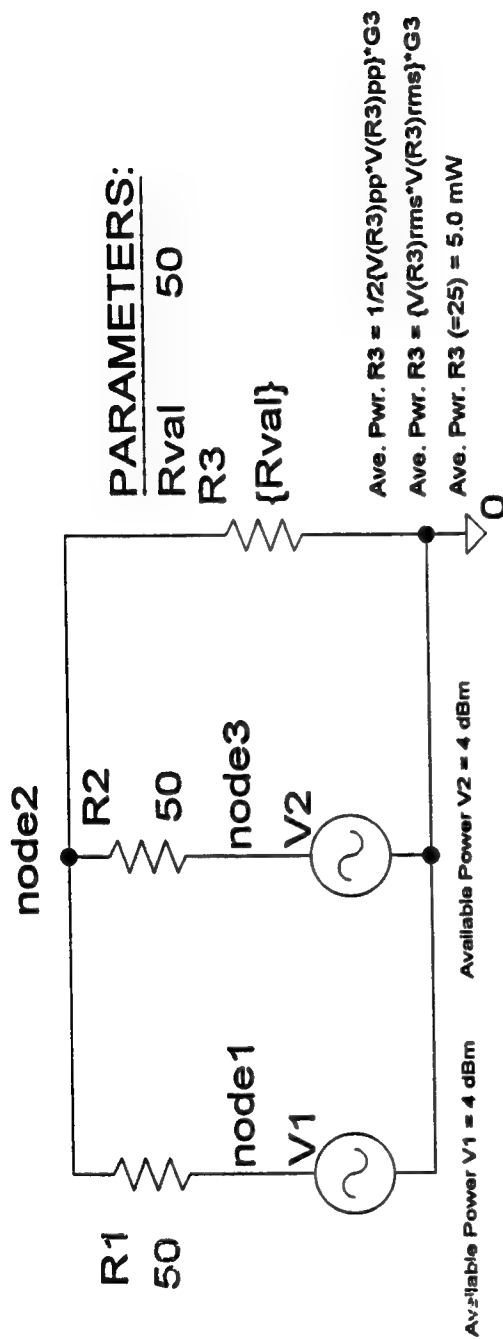 node2
PARAMETERS:
Rval 50
R1
50
R2
50
R3
{Rval}
node1
node3
V1
V2
0
Available Power V1 = 4 dBm
Available Power V2 = 4 dBm
Ave. Pwr. R3 = 1/2{V(R3)pp*V(R3)pp}*G3
Ave. Pwr. R3 = {V(R3)rms*V(R3)rms}*G3
Ave. Pwr. R3 (=25) = 5.0 mW